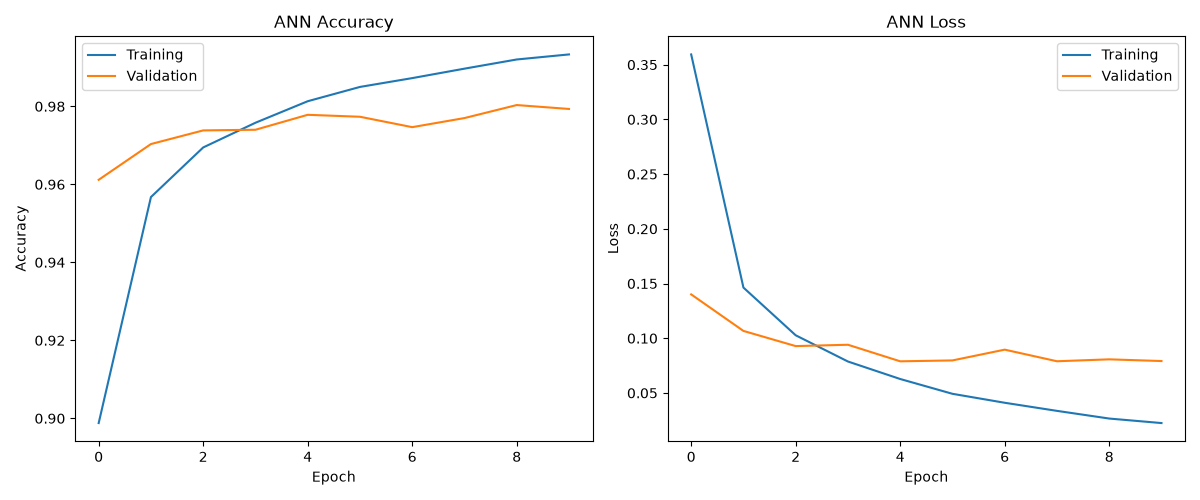 ANN Accuracy
Training
Validation
0.98
0.96
0.94
0.92
0.90
Accuracy
0
2
4
6
8
Epoch
ANN Loss
Training
Validation
0.35
0.30
0.25
0.20
0.15
0.10
0.05
Loss
0
2
4
6
8
Epoch